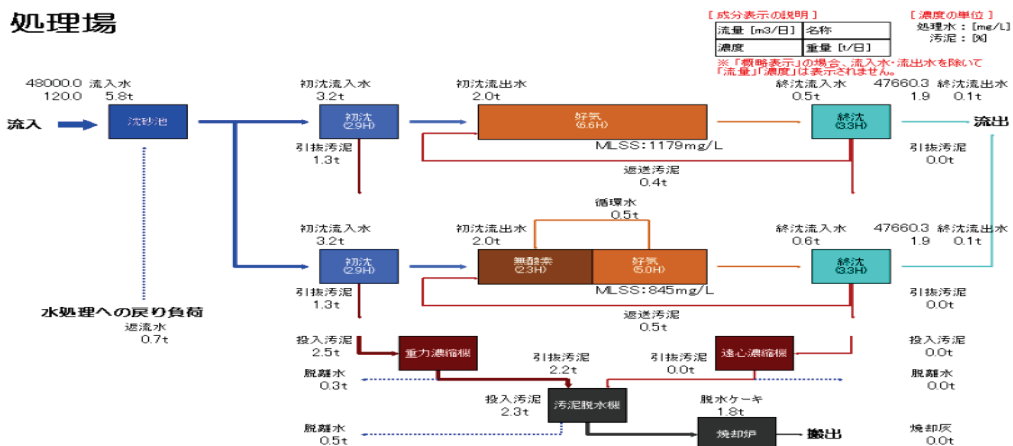 処理場
[ 成分表示の説明 ]
流量 [m3/日] 名称
濃度 重量 [t/日]
※「概略表示」の場合、流入水・流出水を除いて
「流量」「濃度」は表示されません。
[ 濃度の単位 ]
処理水 : [mg/L]
汚泥 : [%]
48000.0 流入水
120.0 5.8t
流入
沈砂池
初沈流入水
3.2t
初沈
(2.9H)
初沈流出水
2.0t
好気
(6.6H)
MLSS:1179mg/L
終沈流入水
0.5t
終沈
(3.3H)
47660.3 終沈流出水
1.9 0.1t
流出
引抜汚泥
1.3t
返送汚泥
0.4t
引抜汚泥
0.0t
循環水
0.5t
初沈流入水
3.2t
初沈
(2.9H)
初沈流出水
2.0t
無酸素
(2.3H)
好気
(5.0H)
MLSS:845mg/L
終沈流入水
0.6t
終沈
(3.3H)
47660.3 終沈流出水
1.9 0.1t
引抜汚泥
1.3t
返送汚泥
0.5t
引抜汚泥
0.0t
水処理への戻り負荷
返流水
0.7t
投入汚泥
2.5t
重力濃縮機
引抜汚泥
2.2t
引抜汚泥
0.0t
遠心濃縮機
投入汚泥
0.0t
脱離水
0.3t
脱離水
0.0t
投入汚泥
2.3t
汚泥脱水機
脱水ケーキ
1.8t
脱離水
0.5t
焼却炉
搬出
焼却灰
0.0t